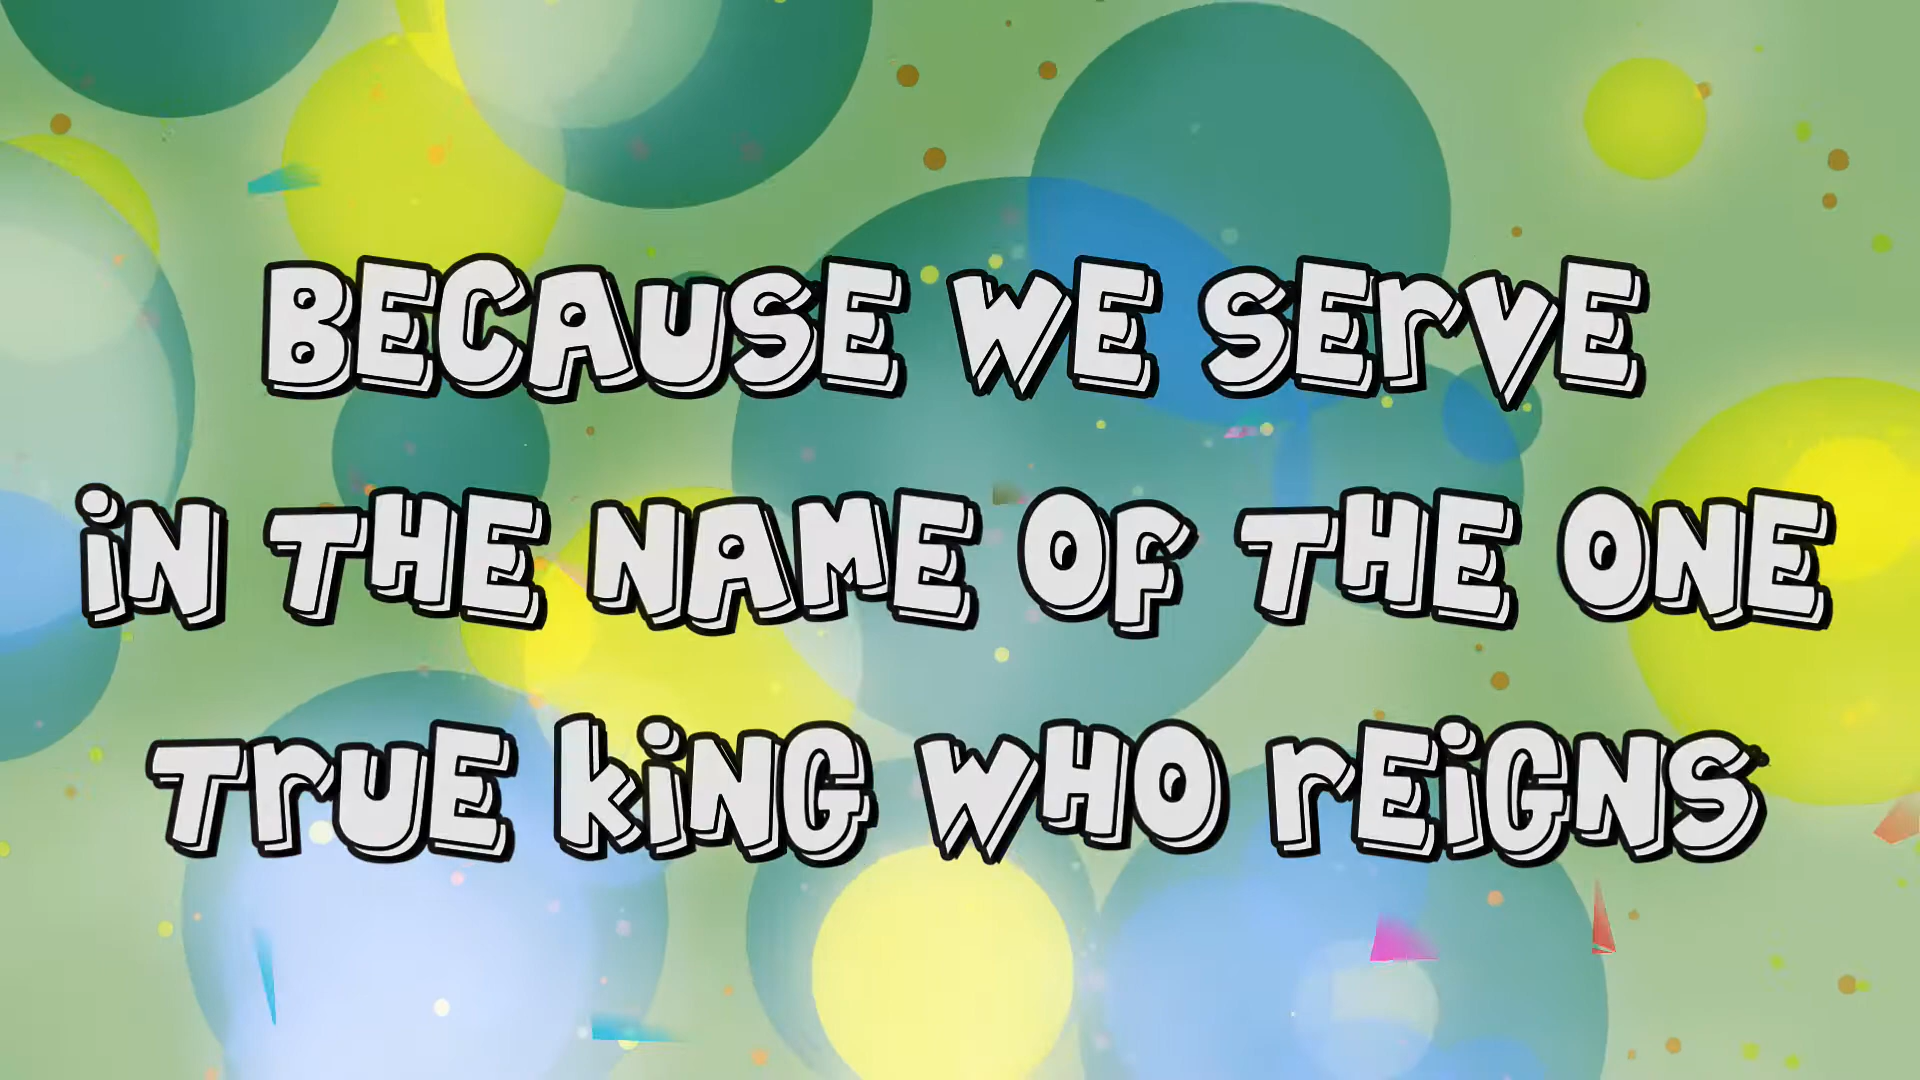 BECAUSE WE SERVE
iN THE NAME OF THE ONE
TrUE kiNG WHO rEiGNS